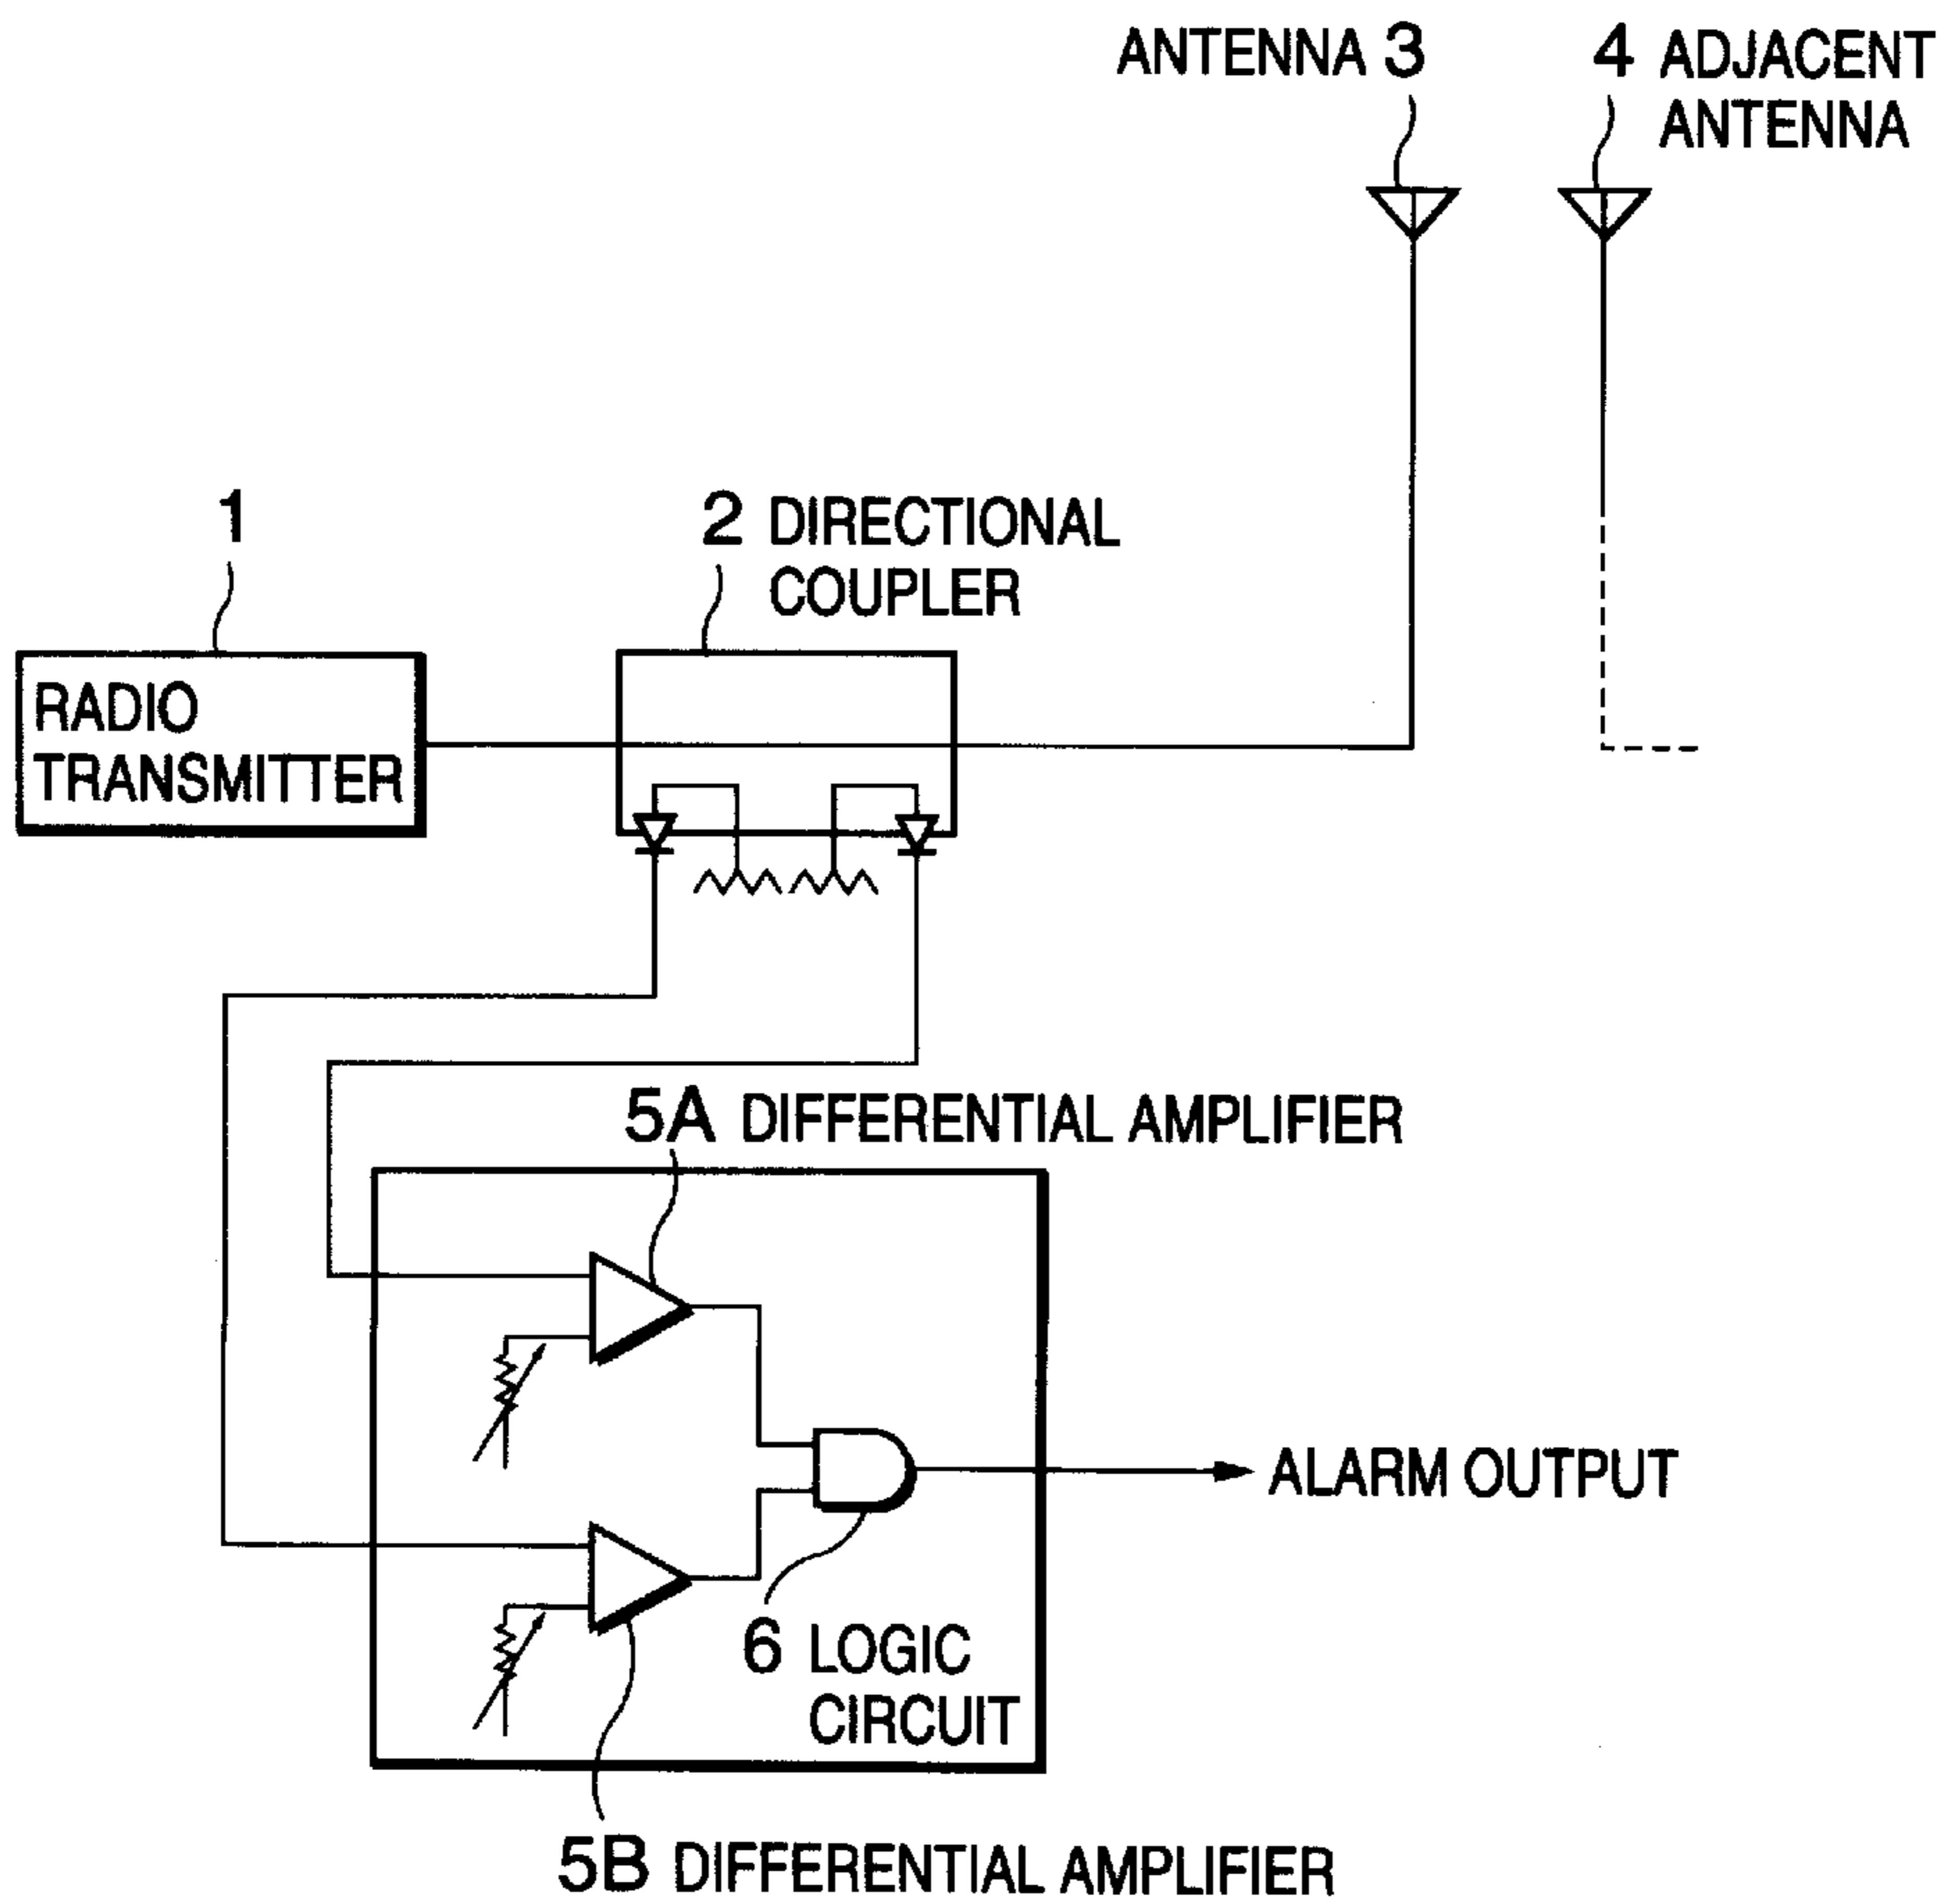 ANTENNA 3
4 ADJACENT
ANTENNA
1
2 DIRECTIONAL
COUPLER
RADIO
TRANSMITTER
5A DIFFERENTIAL AMPLIFIER
ALARM OUTPUT
6 LOGIC
CIRCUIT
5B DIFFERENTIAL AMPLIFIER